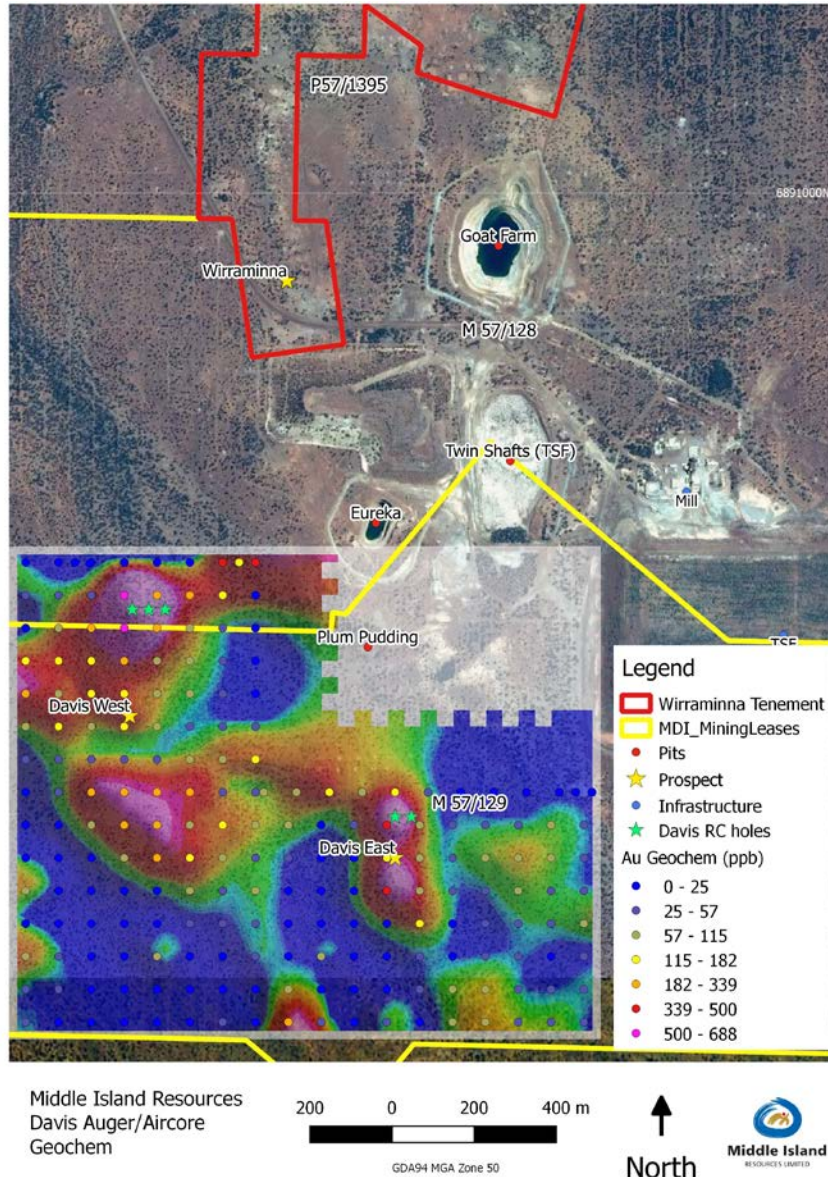 P57/1395
6891000N
Goat Farm
Wirraminna
M 57/128
Twin Shafts (TSF)
Mill
Eureka
Plum Pudding
TSF
Davis West
M 57/129
Davis East
Legend
Wirraminna Tenement
MDI_MiningLeases
Pits
Prospect
Infrastructure
Davis RC holes
Au Geochem (ppb)
0 - 25
25 - 57
57 - 115
115 - 182
182 - 339
339 - 500
500 - 688
Middle Island Resources
Davis Auger/Aircore
Geochem
200 0 200 400 m
GDA94 MGA Zone 50
North
Middle Island
RESOURCES LIMITED